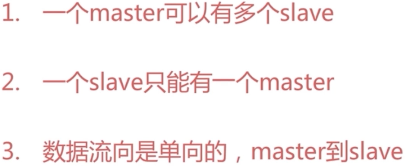 1. 一个master可以有多个slave
2. 一个slave只能有一个master
3. 数据流向是单向的，master到slave